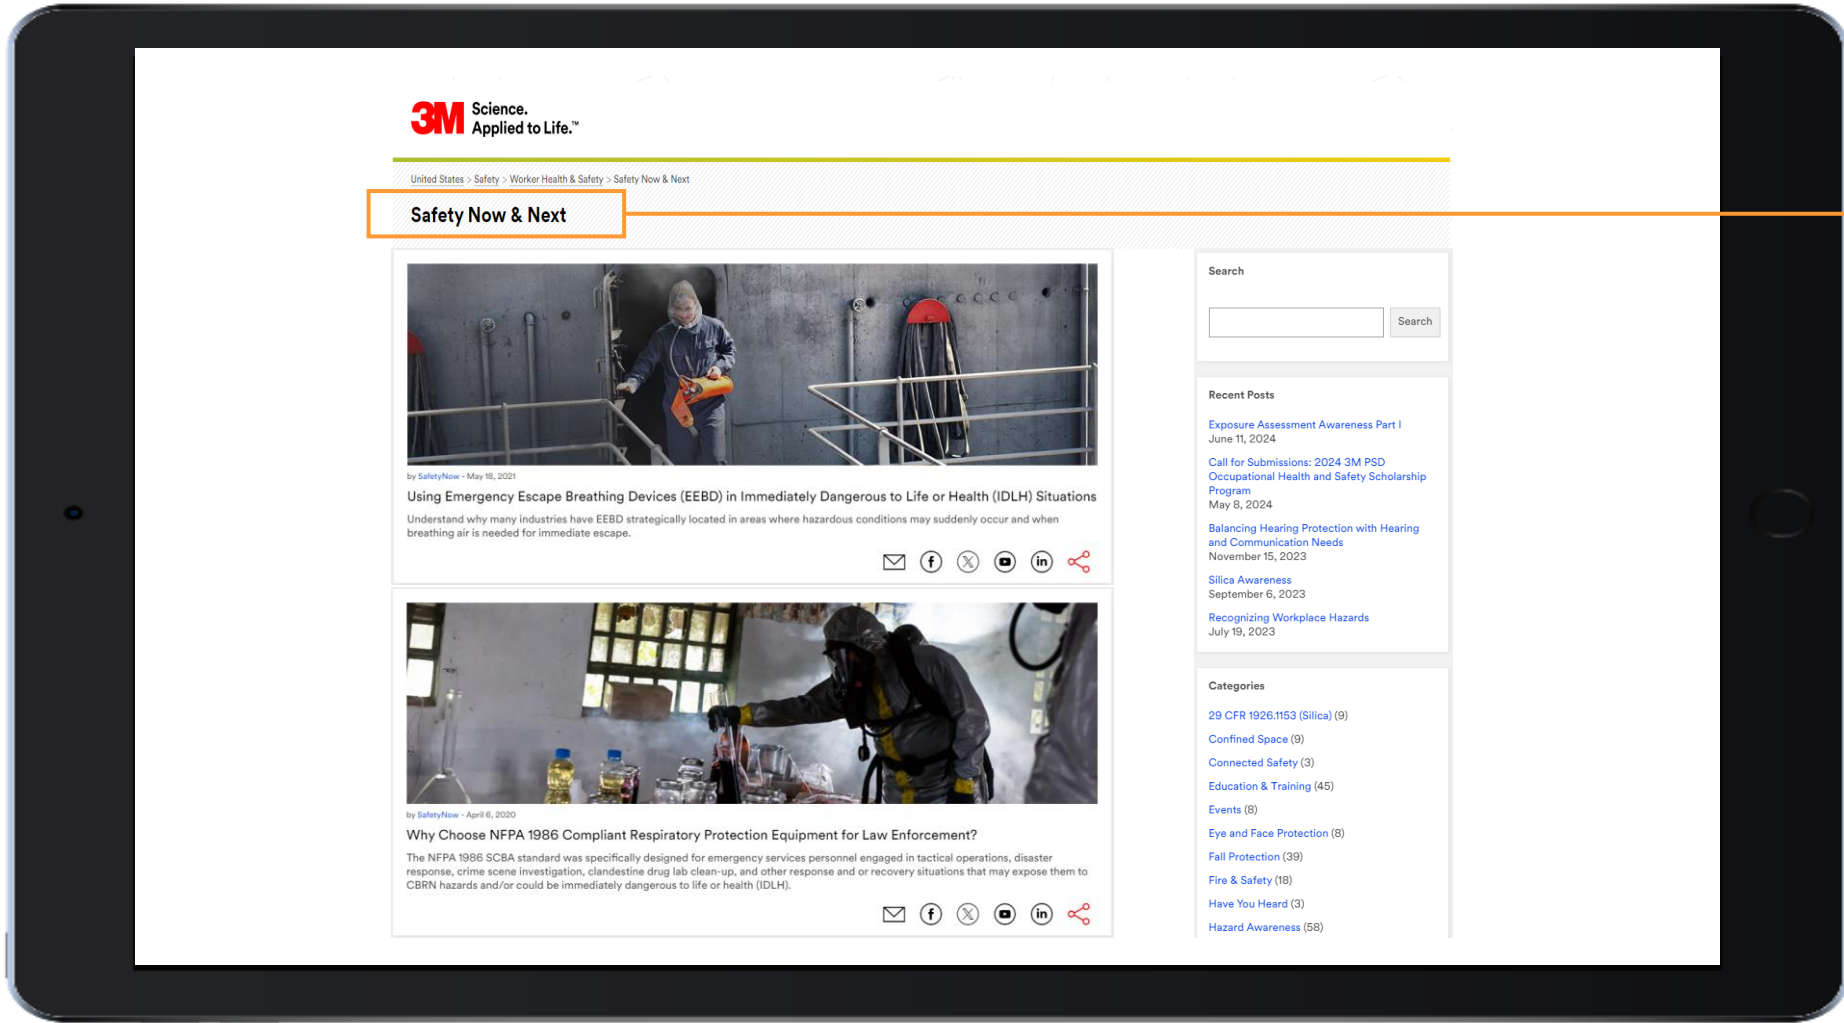 3M Science.
Applied to Life.™
United States > Safety > Worker Health & Safety > Safety Now & Next
Safety Now & Next
by SafetyNow - May 18, 2021
Using Emergency Escape Breathing Devices (EEBD) in Immediately Dangerous to Life or Health (IDLH) Situations
Understand why many industries have EEBD strategically located in areas where hazardous conditions may suddenly occur and when
breathing air is needed for immediate escape.
by SafetyNow - April 6, 2020
Why Choose NFPA 1986 Compliant Respiratory Protection Equipment for Law Enforcement?
The NFPA 1986 SCBA standard was specifically designed for emergency services personnel engaged in tactical operations, disaster
response, crime scene investigation, clandestine drug lab clean-up, and other response and or recovery situations that may expose them to
CBRN hazards and/or could be immediately dangerous to life or health (IDLH).
Search
Search
Recent Posts
Exposure Assessment Awareness Part I
June 11, 2024
Call for Submissions: 2024 3M PSD
Occupational Health and Safety Scholarship
Program
May 8, 2024
Balancing Hearing Protection with Hearing
and Communication Needs
November 15, 2023
Silica Awareness
September 6, 2023
Recognizing Workplace Hazards
July 19, 2023
Categories
29 CFR 1926.1153 (Silica) (9)
Confined Space (9)
Connected Safety (3)
Education & Training (45)
Events (8)
Eye and Face Protection (8)
Fall Protection (39)
Fire & Safety (18)
Have You Heard (3)
Hazard Awareness (58)